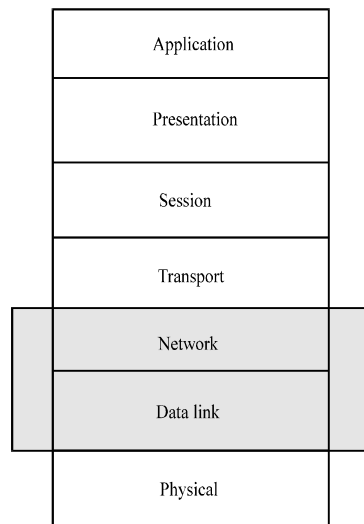 Application
Presentation
Session
Transport
Network
Data link
Physical